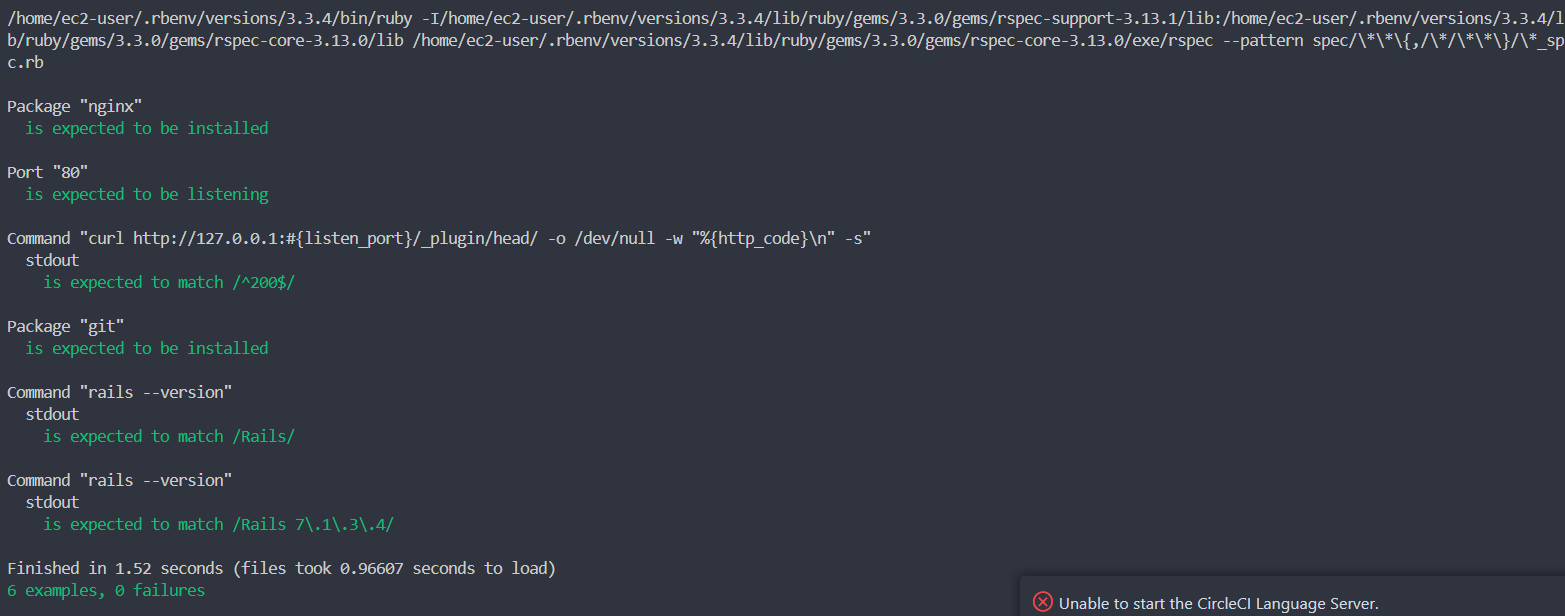 /home/ec2-user/.rbenv/versions/3.3.4/bin/ruby -I/home/ec2-user/.rbenv/versions/3.3.4/lib/ruby/gems/3.3.0/gems/rspec-support-3.13.1/lib:/home/ec2-user/.rbenv/versions/3.3.4/li
b/ruby/gems/3.3.0/gems/rspec-core-3.13.0/lib /home/ec2-user/.rbenv/versions/3.3.4/lib/ruby/gems/3.3.0/gems/rspec-core-3.13.0/exe/rspec --pattern spec/\*\*\{,/\*/\*\*\}/\*_spe
c.rb
Package "nginx"
  is expected to be installed
Port "80"
  is expected to be listening
Command "curl http://127.0.0.1:#{listen_port}/_plugin/head/ -o /dev/null -w "%{http_code}\n" -s"
  stdout
    is expected to match /^200$/
Package "git"
  is expected to be installed
Command "rails --version"
  stdout
    is expected to match /Rails/
Command "rails --version"
  stdout
    is expected to match /Rails 7\.1\.3\.4/
Finished in 1.52 seconds (files took 0.96607 seconds to load)
6 examples, 0 failures
Unable to start the CircleCI Language Server.